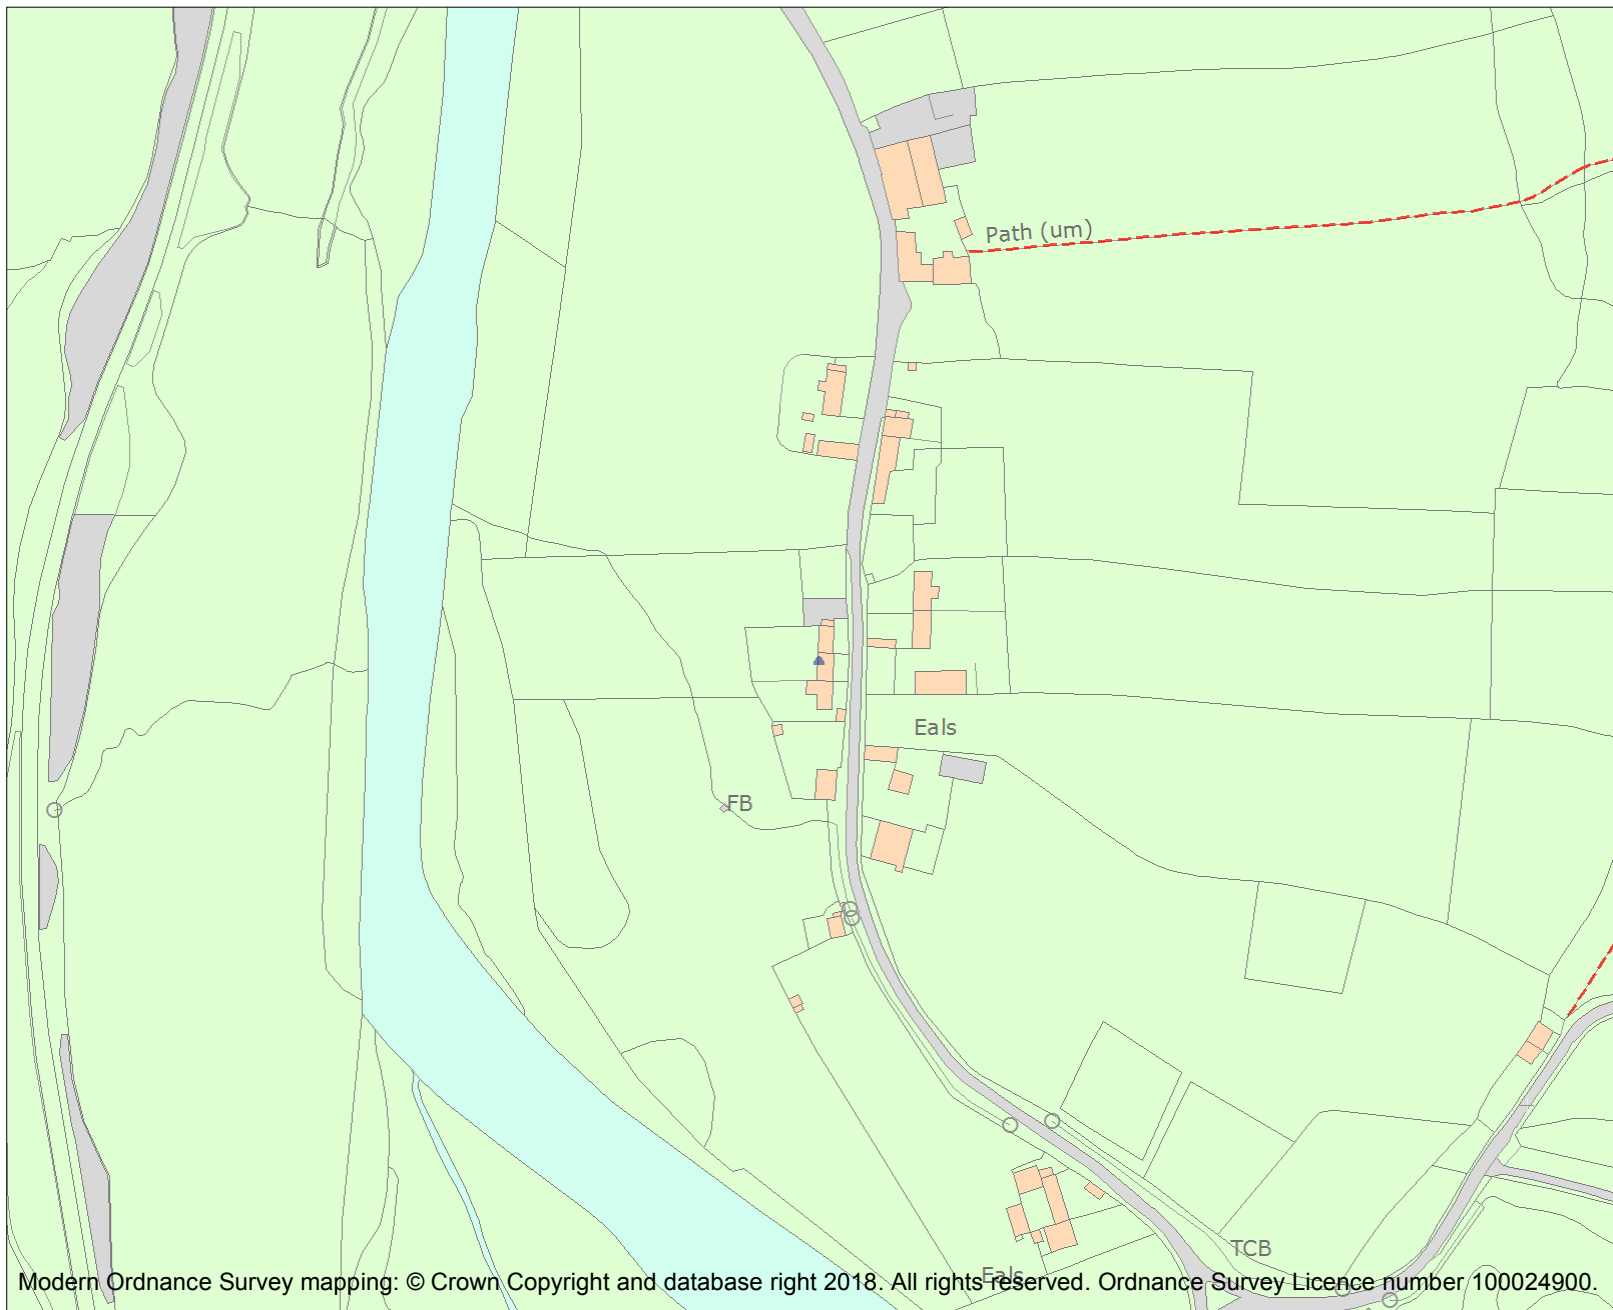 Path (um)
Eals
FB
TCB
Eals
Modern Ordnance Survey mapping: © Crown Copyright and database right 2018. All rights reserved. Ordnance Survey Licence number 100024900.